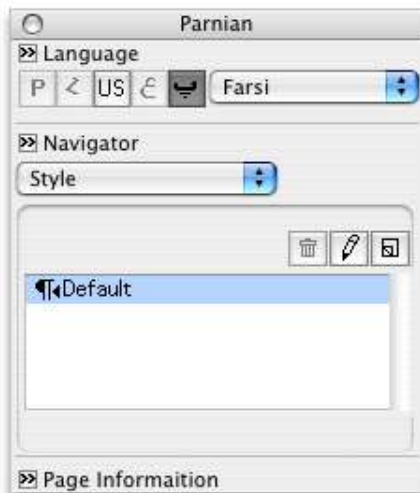 Parnian
Language
P US Farsi
Navigator
Style
Default
Page Informaition